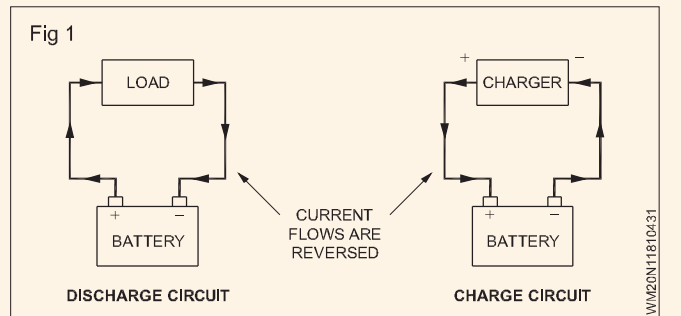 Fig 1
LOAD
+ −
BATTERY
DISCHARGE CIRCUIT
CURRENT
FLOWS ARE
REVERSED
+ −
CHARGER
+ −
BATTERY
CHARGE CIRCUIT
WM20N11810431